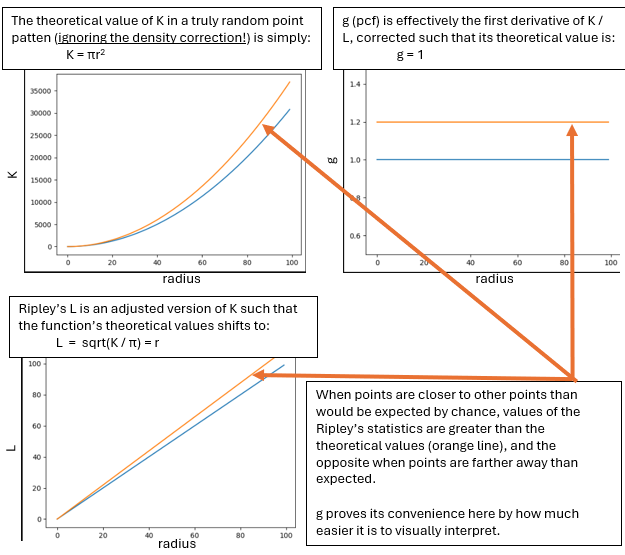 The theoretical value of K in a truly random point
patten (ignoring the density correction!) is simply:
K = πr²
g (pcf) is effectively the first derivative of K /
L, corrected such that its theoretical value is:
g = 1
35000
30000
25000
20000
15000
10000
5000
0
K
0 20 40 60 80 100
radius
1.4
1.2
1.0
0.8
0.6
g
0 20 40 60 80 100
radius
Ripley's L is an adjusted version of K such that
the function's theoretical values shifts to:
L = sqrt(K / π) = r
100
80
60
40
20
0
L
0 20 40 60 80 100
radius
When points are closer to other points than
would be expected by chance, values of the
Ripley's statistics are greater than the
theoretical values (orange line), and the
opposite when points are farther away than
expected.
g proves its convenience here by how much
easier it is to visually interpret.